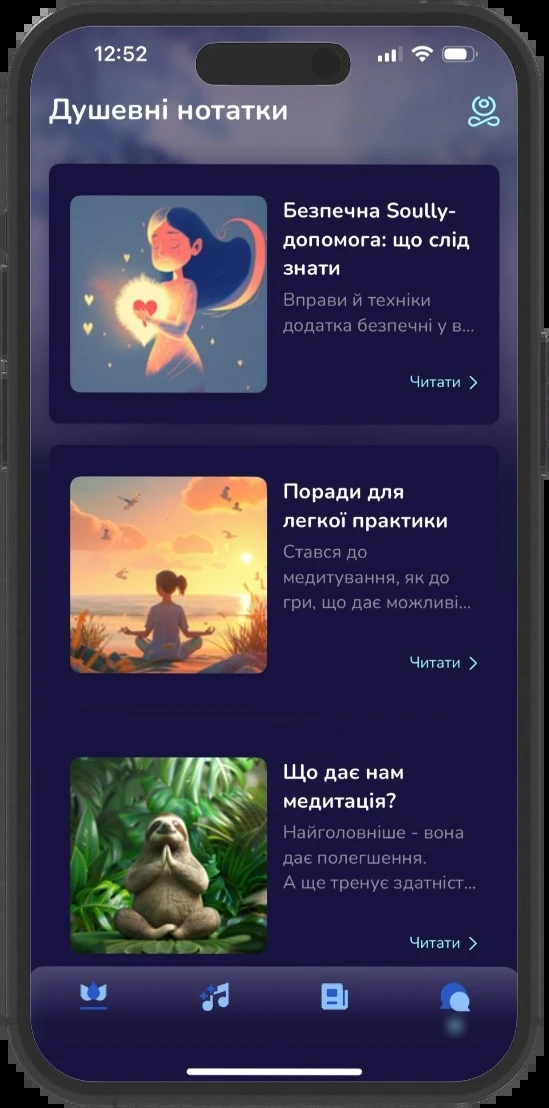 12:52
Душевні нотатки
Безпечна Soully-
допомога: що слід
знати
Вправи й техніки
додатка безпечні у в...
Читати
Поради для
легкої практики
Стався до
медитування, як до
гри, що дає можливі...
Читати
Що дає нам
медитація?
Найголовніше - вона
дає полегшення.
А ще тренує здатніст...
Читати